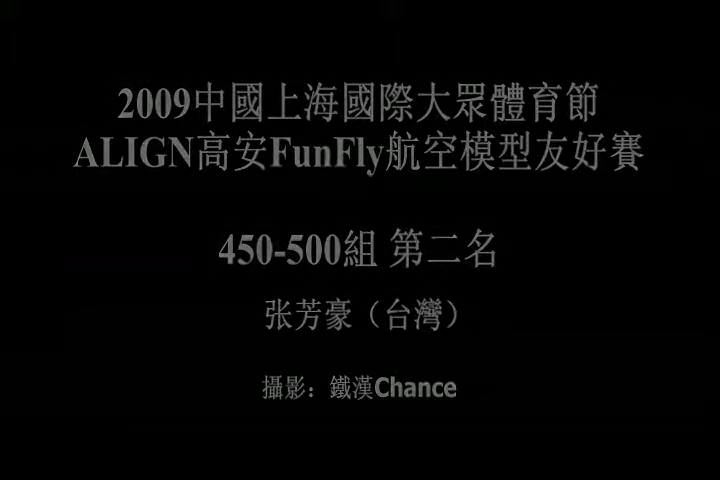 2009中國上海國際大眾體育節
ALIGN高安FunFly航空模型友好賽
450-500組 第二名
张芳豪（台灣）
攝影：鐵漢Chance